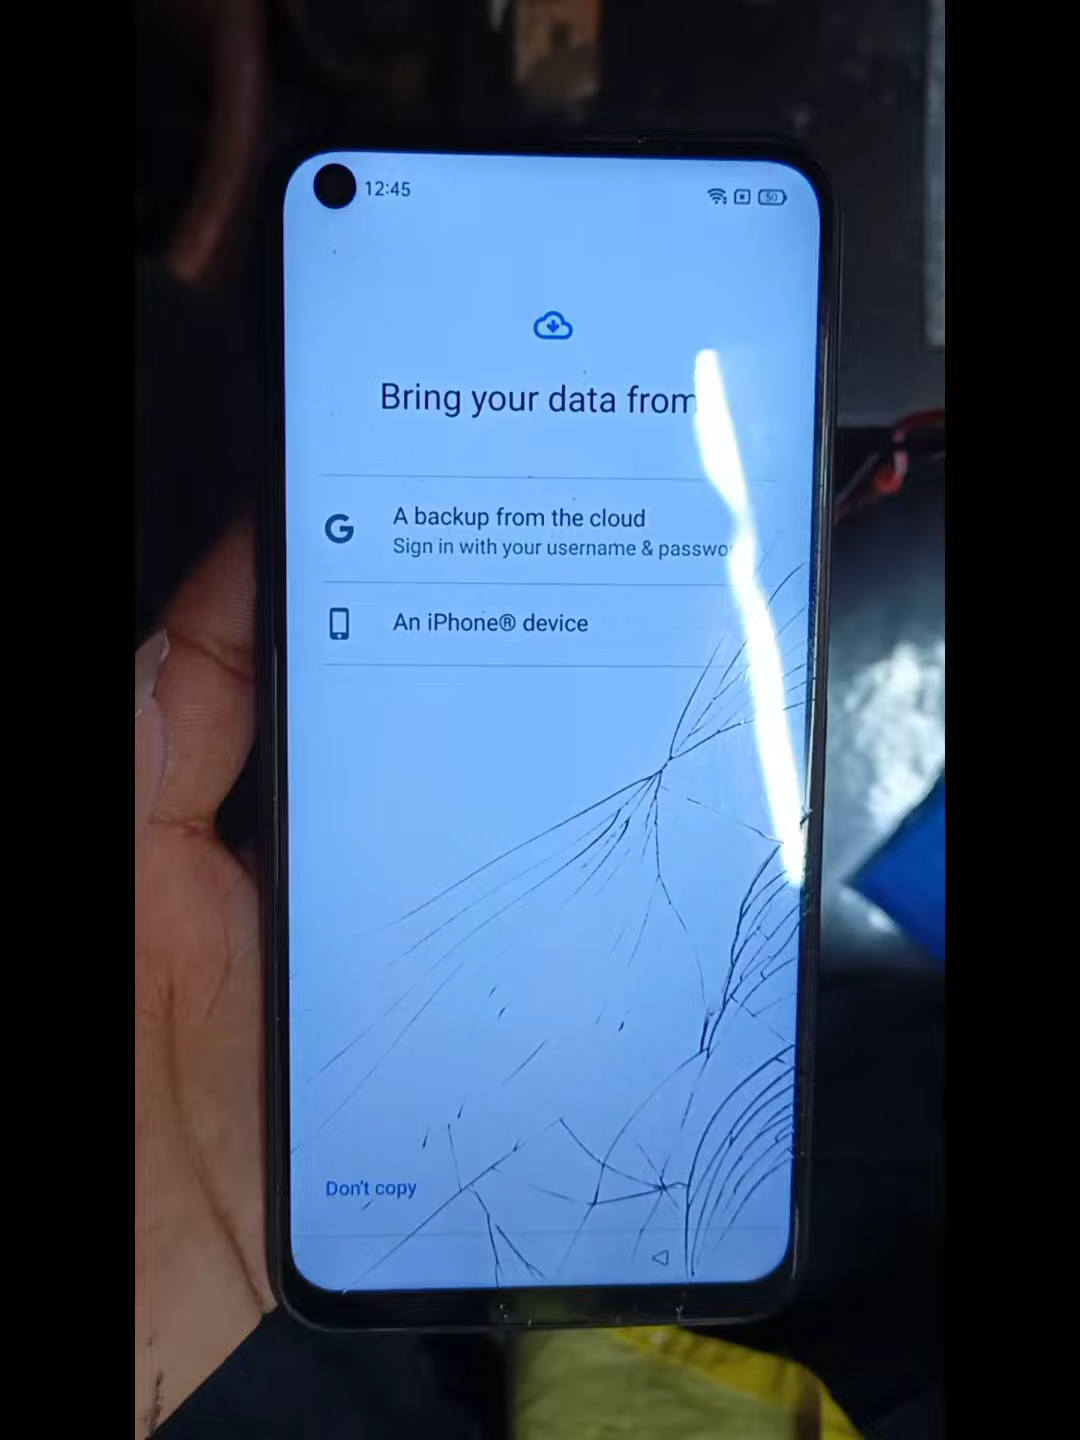 12:45
50
Bring your data from
G
A backup from the cloud
Sign in with your username &
An iPhone® device
Don't copy